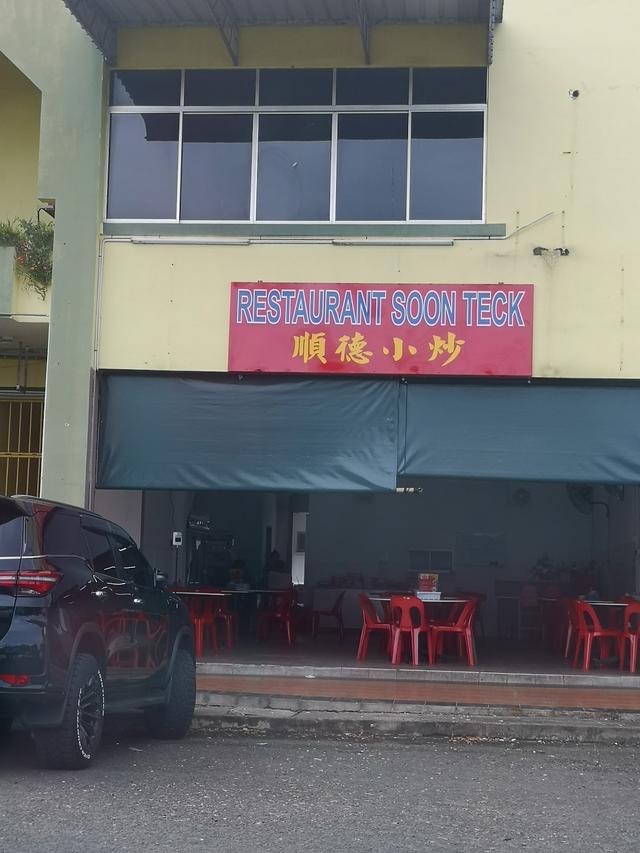 RESTAURANT SOON TECK
順德小炒